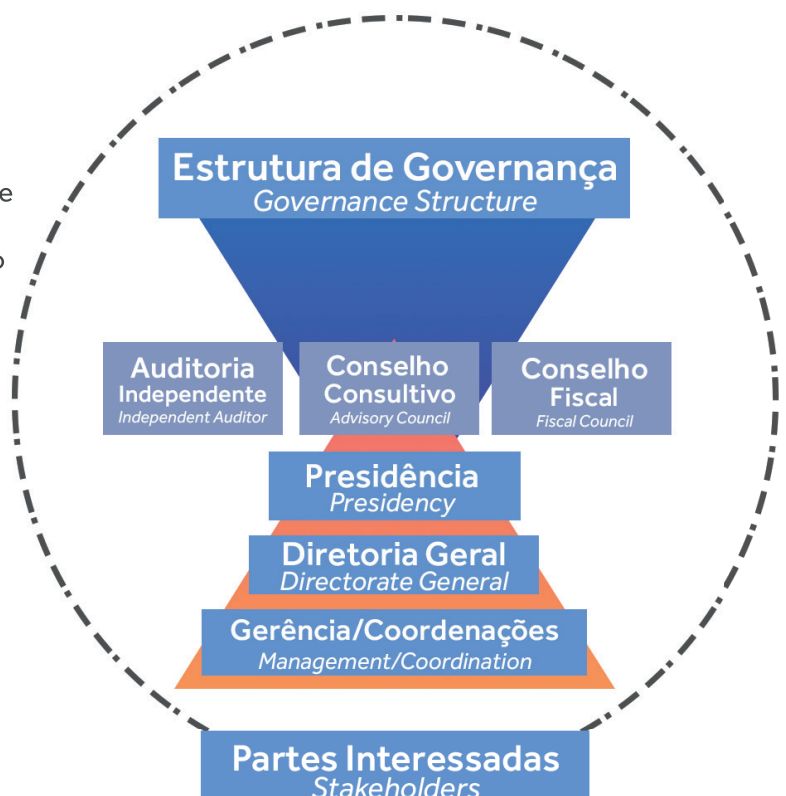 e
o
Estrutura de Governança
Governance Structure
Auditoria
Independente
Independent Auditor
Conselho
Consultivo
Advisory Council
Conselho
Fiscal
Fiscal Council
Presidência
Presidency
Diretoria Geral
Directorate General
Gerência/Coordenações
Management/Coordination
Partes Interessadas
Stakeholders